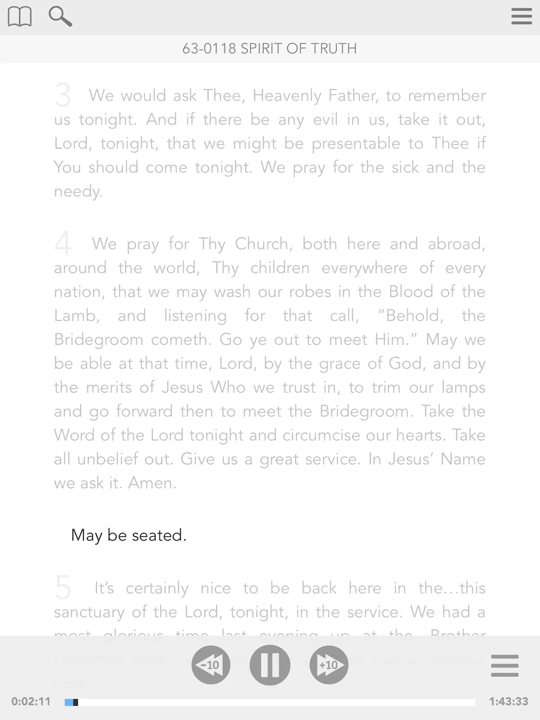 63-0118 SPIRIT OF TRUTH
3 We would ask Thee, Heavenly Father, to remember
us tonight. And if there be any evil in us, take it out,
Lord, tonight, that we might be presentable to Thee if
You should come tonight. We pray for the sick and the
needy.
4 We pray for Thy Church, both here and abroad,
around the world, Thy children everywhere of every
nation, that we may wash our robes in the Blood of the
Lamb, and listening for that call, “Behold, the
Bridegroom cometh. Go ye out to meet Him.” May we
be able at that time, Lord, by the grace of God, and by
the merits of Jesus Who we trust in, to trim our lamps
and go forward then to meet the Bridegroom. Take the
Word of the Lord tonight and circumcise our hearts. Take
all unbelief out. Give us a great service. In Jesus’ Name
we ask it. Amen.
May be seated.
5 It’s certainly nice to be back here in the…this
sanctuary of the Lord, tonight, in the service. We had a
most glorious time last evening up at the, Brother
-10 +10
0:02:11 1:43:33